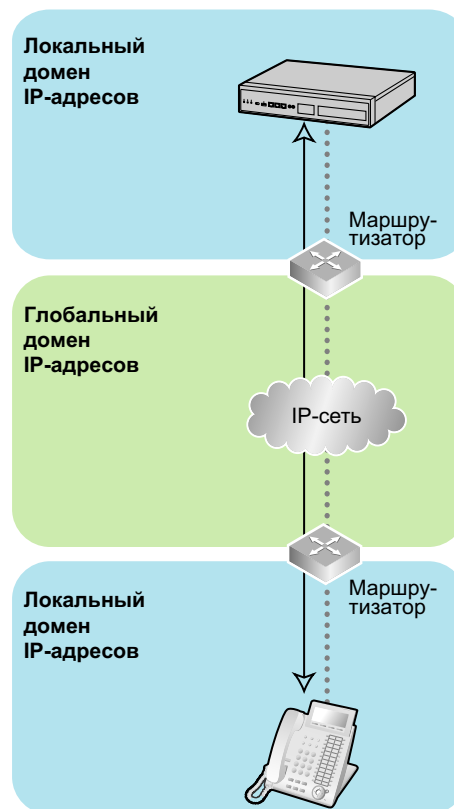 Локальный
домен
IP-адресов
Маршру-
тизатор
Глобальный
домен
IP-адресов
IP-сеть
Маршру-
тизатор
Локальный
домен
IP-адресов